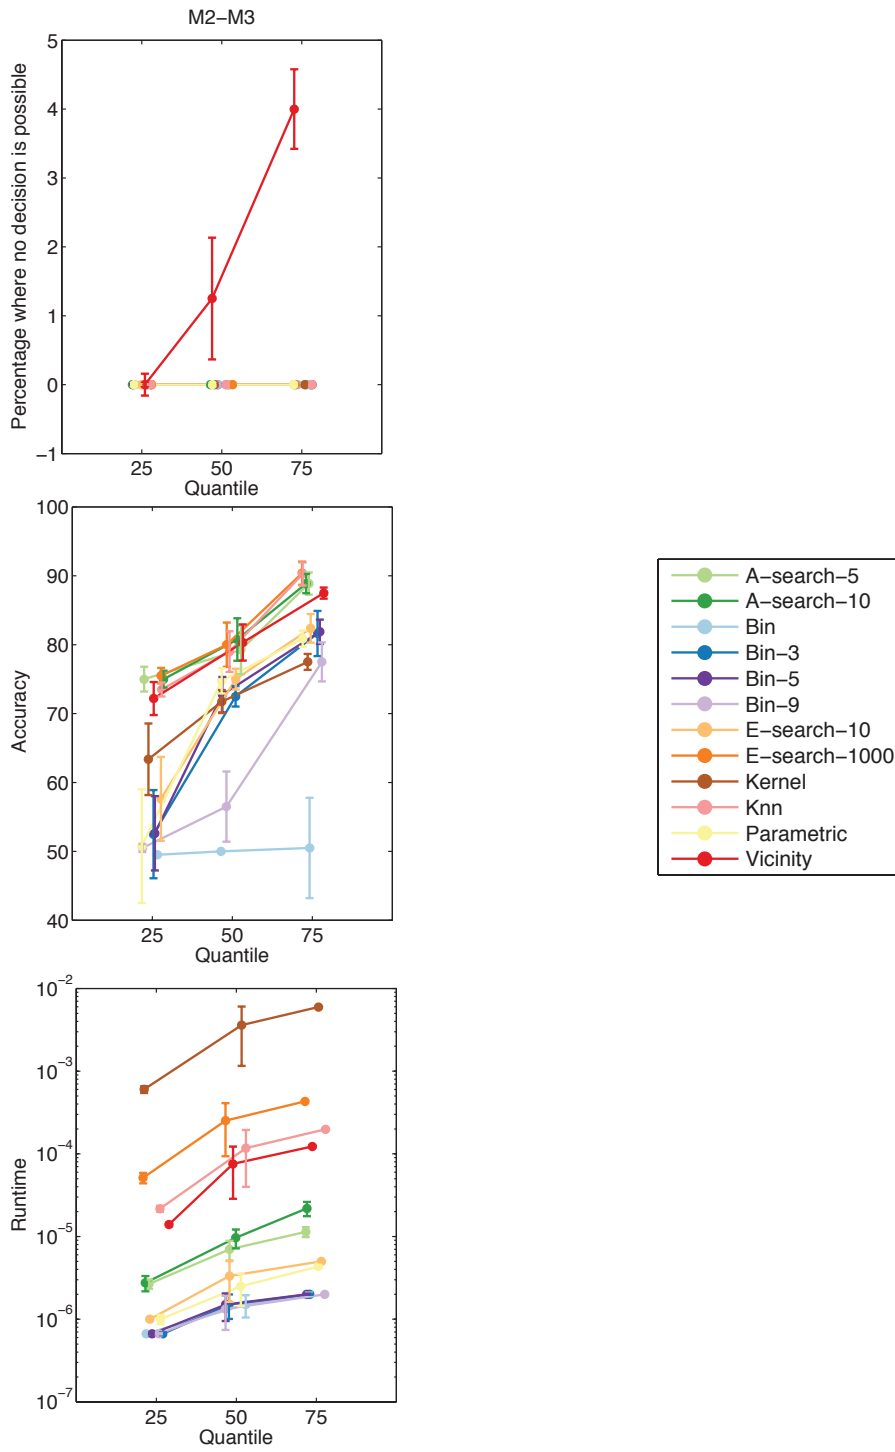 M2−M3
Percentage where no decision is possible
5
4
3
2
1
0
−1
25 50 75
Quantile
Accuracy
100
90
80
70
60
50
40
25 50 75
Quantile
A−search−5
A−search−10
Bin
Bin−3
Bin−5
Bin−9
E−search−10
E−search−1000
Kernel
Knn
Parametric
Vicinity
Runtime
10−2
10−3
10−4
10−5
10−6
10−7
25 50 75
Quantile